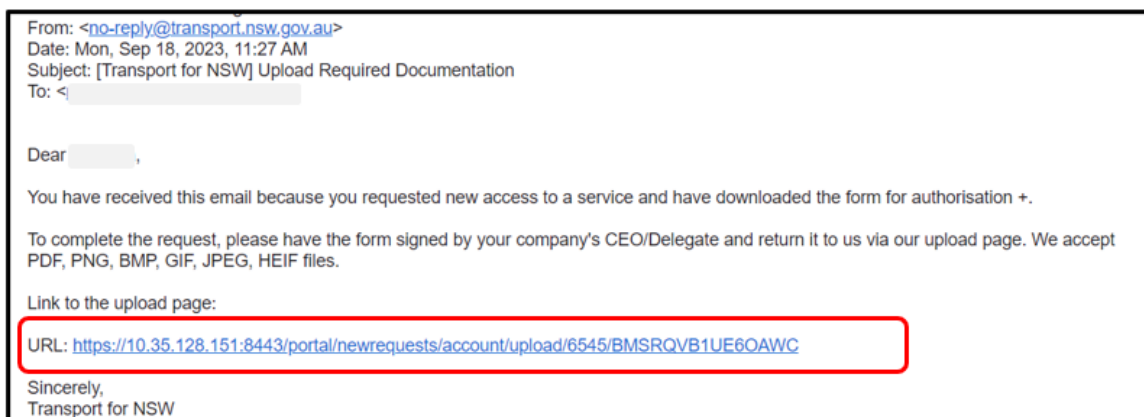 From: <no-reply@transport.nsw.gov.au>
Date: Mon, Sep 18, 2023, 11:27 AM
Subject: [Transport for NSW] Upload Required Documentation
To: <
Dear ,
You have received this email because you requested new access to a service and have downloaded the form for authorisation +.
To complete the request, please have the form signed by your company's CEO/Delegate and return it to us via our upload page. We accept
PDF, PNG, BMP, GIF, JPEG, HEIF files.
Link to the upload page:
URL: https://10.35.128.151:8443/portal/newrequests/account/upload/6545/BMSRQVB1UE6OAWC
Sincerely,
Transport for NSW